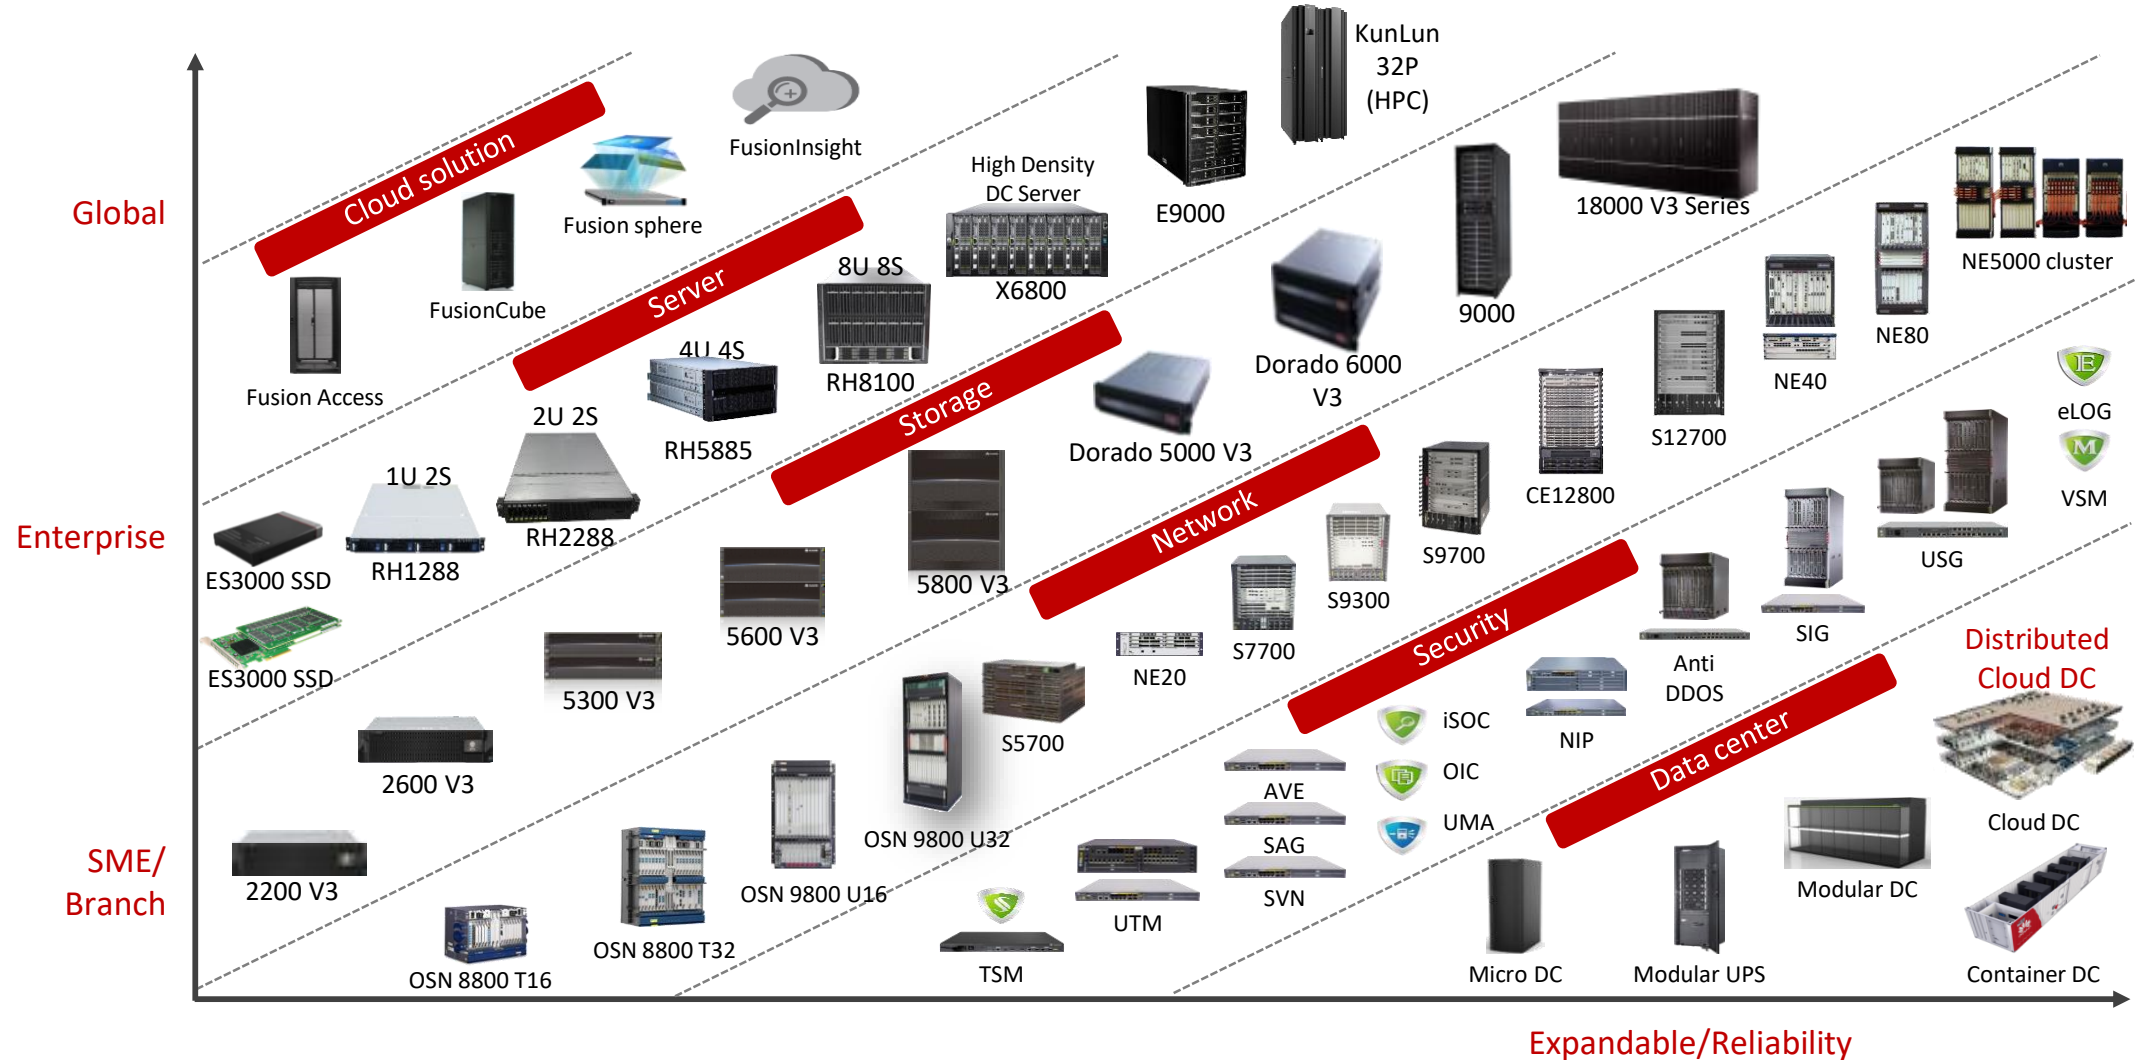 KunLun
32P
(HPC)
Cloud solution
FusionInsight
High Density
DC Server
Global
Fusion sphere
E9000
18000 V3 Series
NE5000 cluster
FusionCube
Server
8U 8S
X6800
9000
NE80
Fusion Access
4U 4S
RH8100
Dorado 6000
V3
NE40
eLOG
2U 2S
RH5885
Storage
Dorado 5000 V3
S12700
1U 2S
CE12800
VSM
Enterprise
RH2288
Network
S9700
USG
ES3000 SSD
RH1288
5800 V3
S9300
5600 V3
S7700
Security
SIG
ES3000 SSD
5300 V3
NE20
Anti
DDOS
Distributed
Cloud DC
S5700
iSOC
NIP
Data center
2600 V3
OIC
AVE
UMA
Cloud DC
OSN 9800 U32
SAG
SME/
Branch
2200 V3
OSN 9800 U16
SVN
Modular DC
UTM
OSN 8800 T32
OSN 8800 T16
TSM
Micro DC
Modular UPS
Container DC
Expandable/Reliability